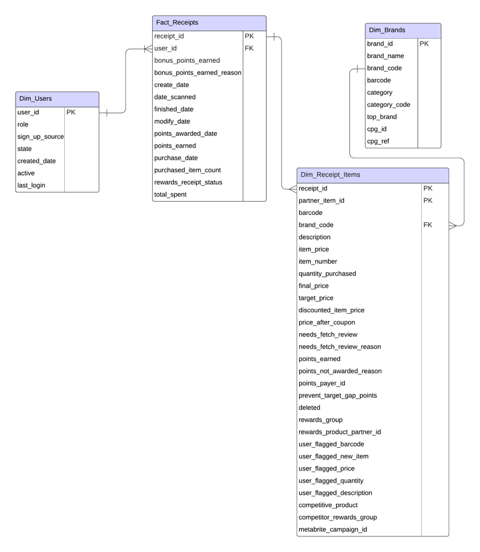 Fact_Receipts
receipt_id PK
user_id FK
bonus_points_earned
bonus_points_earned_reason
create_date
date_scanned
finished_date
modify_date
points_awarded_date
points_earned
purchase_date
purchased_item_count
rewards_receipt_status
total_spent
Dim_Brands
brand_id PK
brand_name
brand_code
barcode
category
category_code
top_brand
cpg_id
cpg_ref
Dim_Users
user_id PK
role
sign_up_source
state
created_date
active
last_login
Dim_Receipt_Items
receipt_id PK
partner_item_id PK
barcode
brand_code FK
description
item_price
item_number
quantity_purchased
final_price
target_price
discounted_item_price
price_after_coupon
needs_fetch_review
needs_fetch_review_reason
points_earned
points_not_awarded_reason
points_payer_id
prevent_target_gap_points
deleted
rewards_group
rewards_product_partner_id
user_flagged_barcode
user_flagged_new_item
user_flagged_price
user_flagged_quantity
user_flagged_description
competitive_product
competitor_rewards_group
metabrite_campaign_id